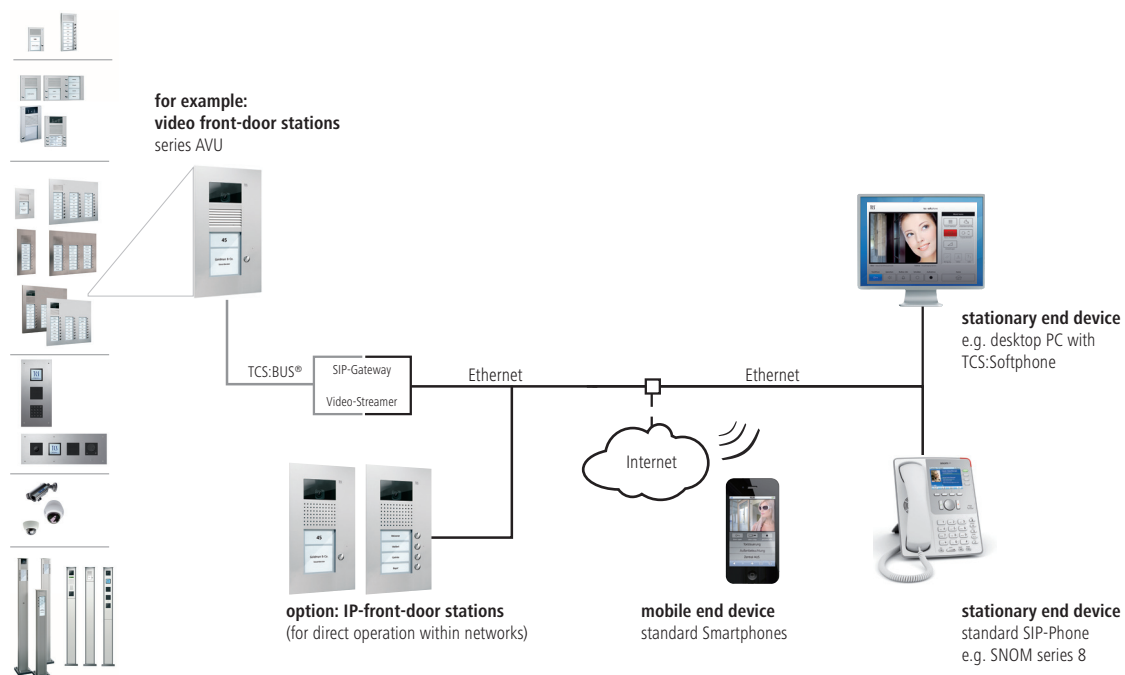 for example:
video front-door stations
series AVU
45
stationary end device
e.g. desktop PC with
TCS:Softphone
TCS:BUS®
SIP-Gateway
Video-Streamer
Ethernet
Ethernet
Internet
45
option: IP-front-door stations
(for direct operation within networks)
mobile end device
standard Smartphones
stationary end device
standard SIP-Phone
e.g. SNOM series 8